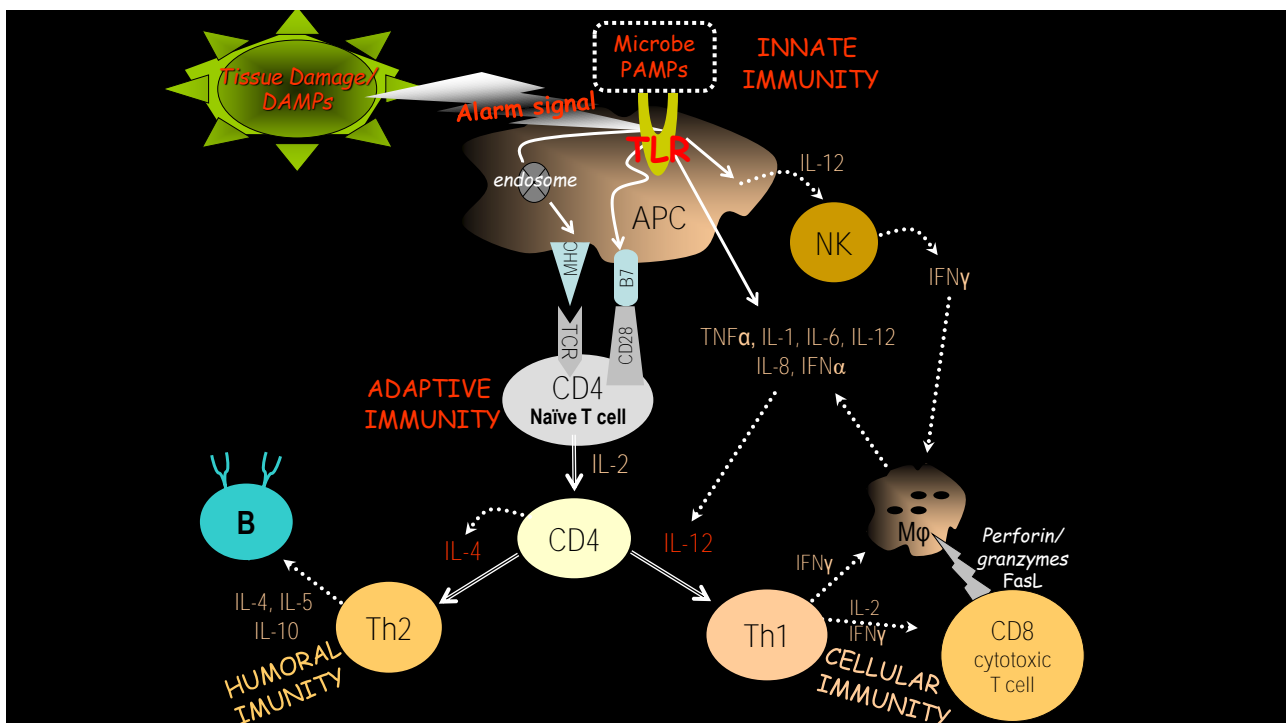 Tissue Damage/
DAMPs
Alarm signal
Microbe
PAMPs
INNATE
IMMUNITY
TLR
endosome
APC
IL-12
NK
IFNγ
MHC
B7
TCR
CD28
TNFα, IL-1, IL-6, IL-12
IL-8, IFNα
ADAPTIVE
IMMUNITY
CD4
Naïve T cell
IL-2
B
CD4
IL-4
IL-12
Mφ
Perforin/
granzymes
FasL
IFNγ
IL-4, IL-5
IL-10
Th2
Th1
IL-2
IFNγ
CD8
cytotoxic
T cell
HUMORAL
IMUNITY
CELLULAR
IMMUNITY